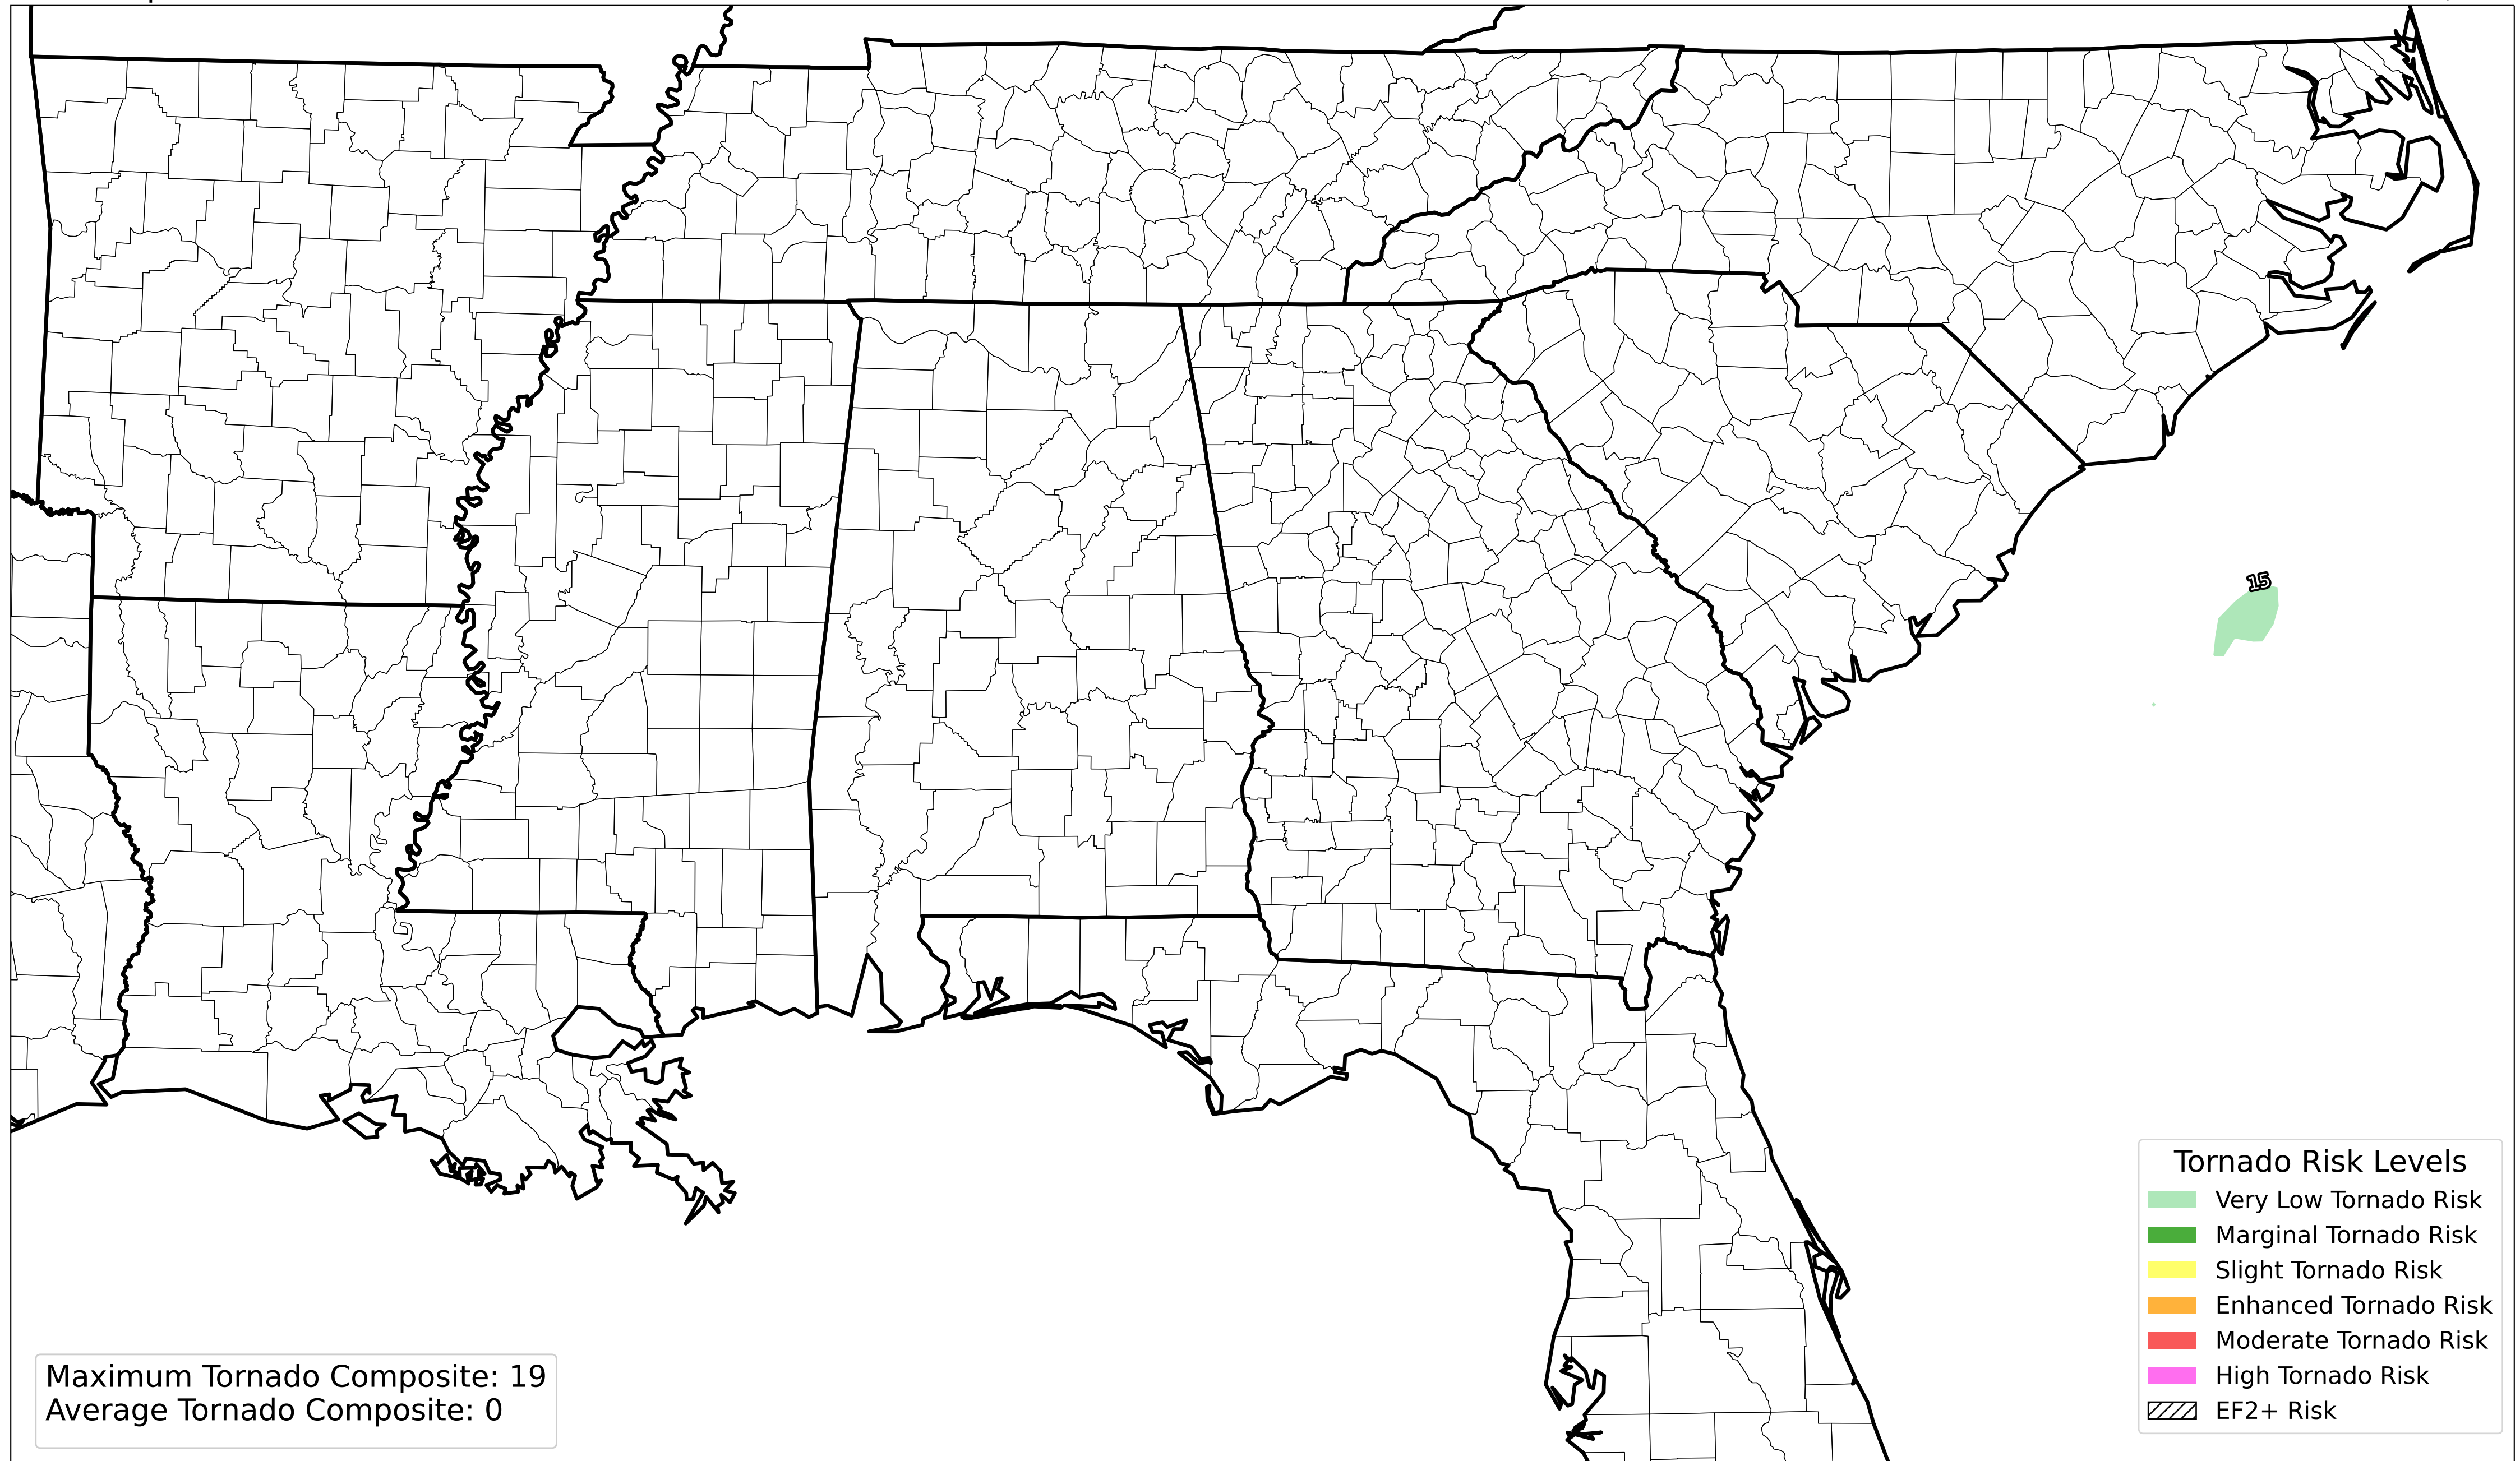 15
Tornado Risk Levels
Very Low Tornado Risk
Marginal Tornado Risk
Slight Tornado Risk
Enhanced Tornado Risk
Moderate Tornado Risk
High Tornado Risk
EF2+ Risk
Maximum Tornado Composite: 19
Average Tornado Composite: 0